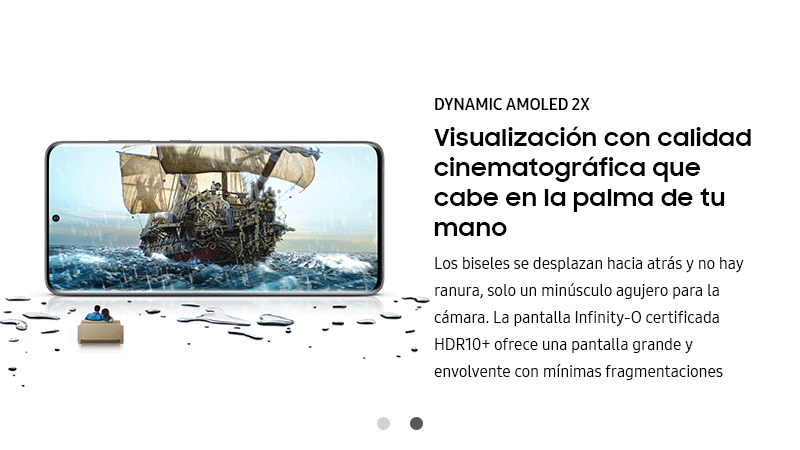 DYNAMIC AMOLED 2X
Visualización con calidad
cinematográfica que
cabe en la palma de tu
mano
Los biseles se desplazan hacia atrás y no hay
ranura, solo un minúsculo agujero para la
cámara. La pantalla Infinity-O certificada
HDR10+ ofrece una pantalla grande y
envolvente con mínimas fragmentaciones